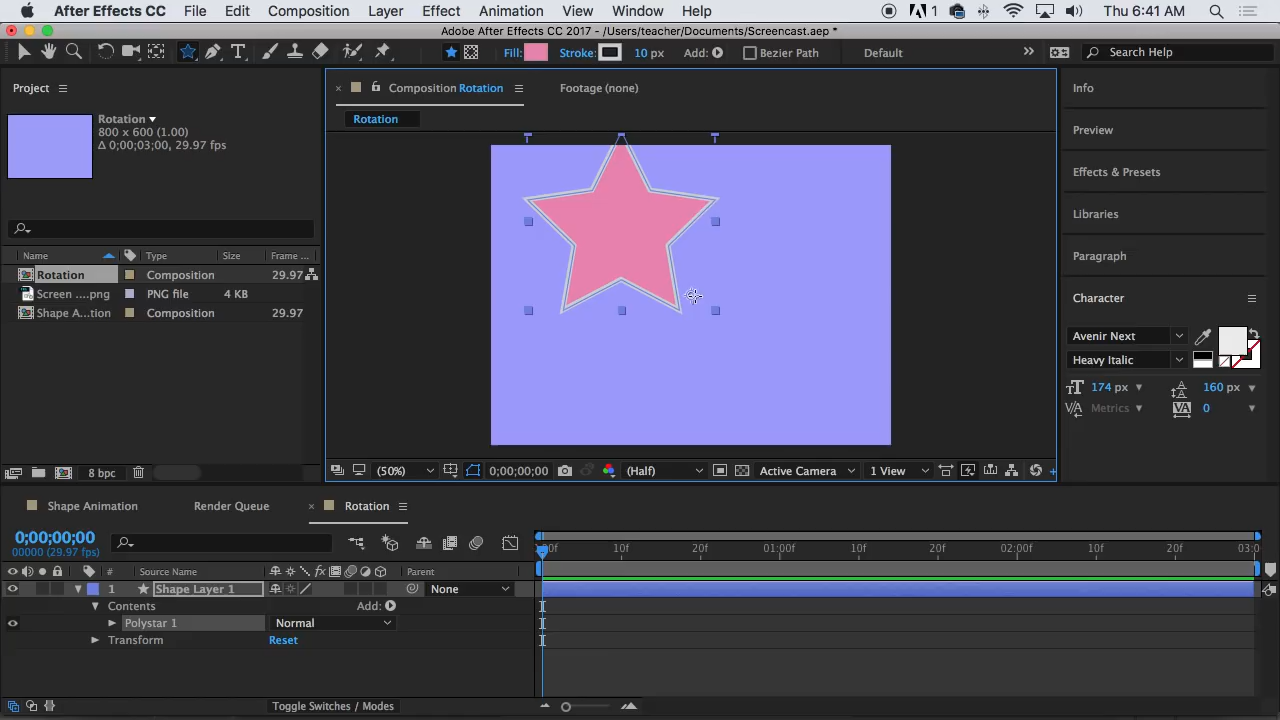 After Effects CC File Edit Composition Layer Effect Animation View Window Help 1 Thu 6:41 AM
Adobe After Effects CC 2017 - /Users/teacher/Documents/Screencast.aep *
T Fill: Stroke: 10 px Add: Bezier Path Default >> Search Help
Project
Rotation
800 x 600 (1.00)
Δ 0;00;03;00, 29.97 fps
Name Type Size Frame ...
Rotation Composition 29.97
Screen ....png PNG file 4 KB
Shape A...tion Composition 29.97
8 bpc
× Composition Rotation Footage (none)
Rotation
(50%) 0;00;00;00 (Half) Active Camera 1 View
Info
Preview
Effects & Presets
Libraries
Paragraph
Character
Avenir Next
Heavy Italic
174 px 160 px
Metrics 0
Shape Animation Render Queue × Rotation
0;00;00;00
00000 (29.97 fps)
# Source Name fx Parent
1 Shape Layer 1 None
Contents Add:
Polystar 1 Normal
Transform Reset
Toggle Switches / Modes
:00f 10f 20f 01:00f 10f 20f 02:00f 10f 20f 03:0